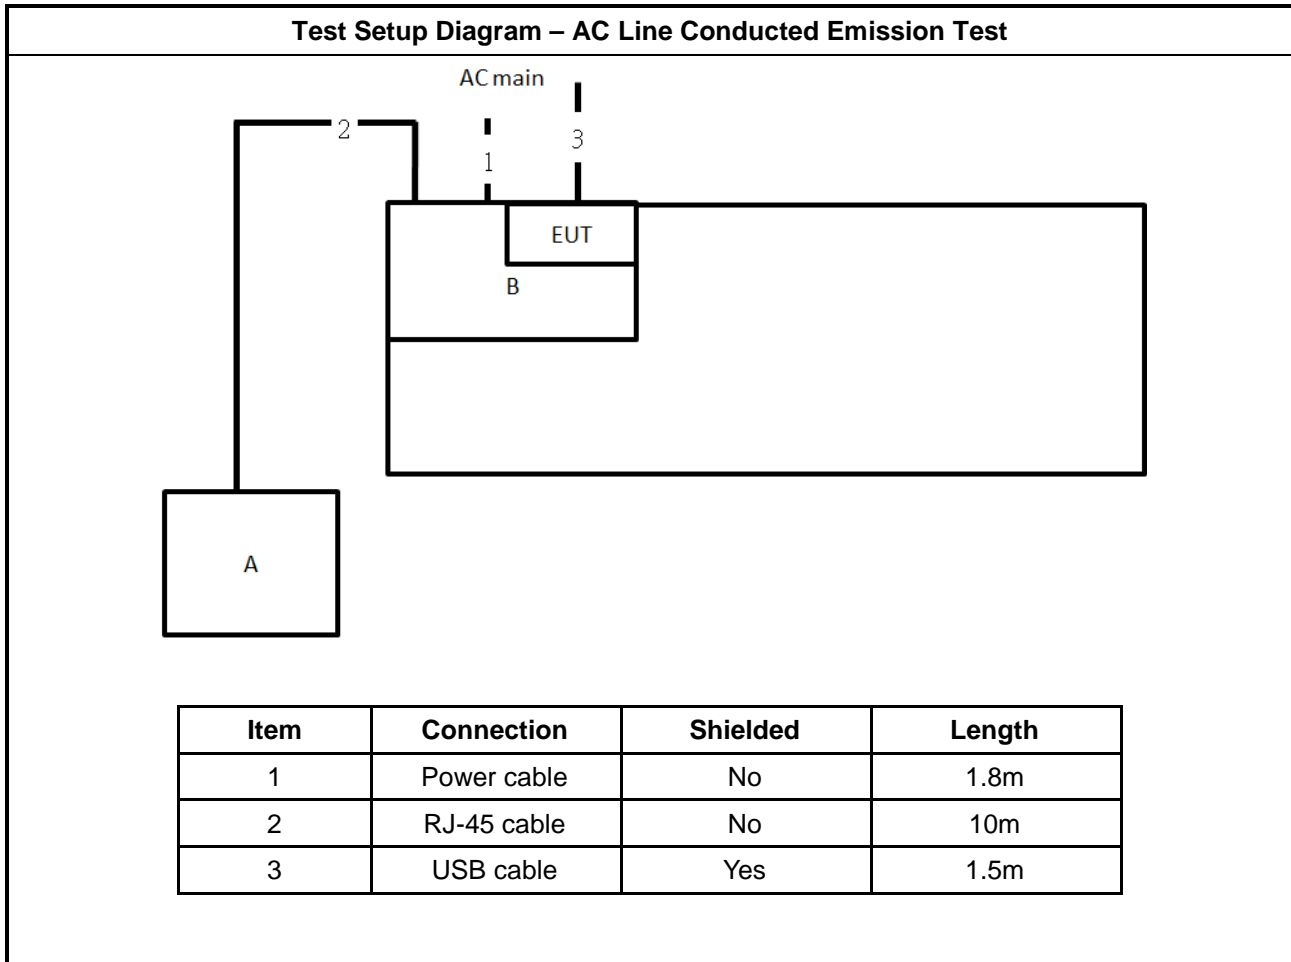 Test Setup Diagram – AC Line Conducted Emission Test
AC main
2
3
1
EUT
B
A
Item Connection Shielded Length
1 Power cable No 1.8m
2 RJ-45 cable No 10m
3 USB cable Yes 1.5m